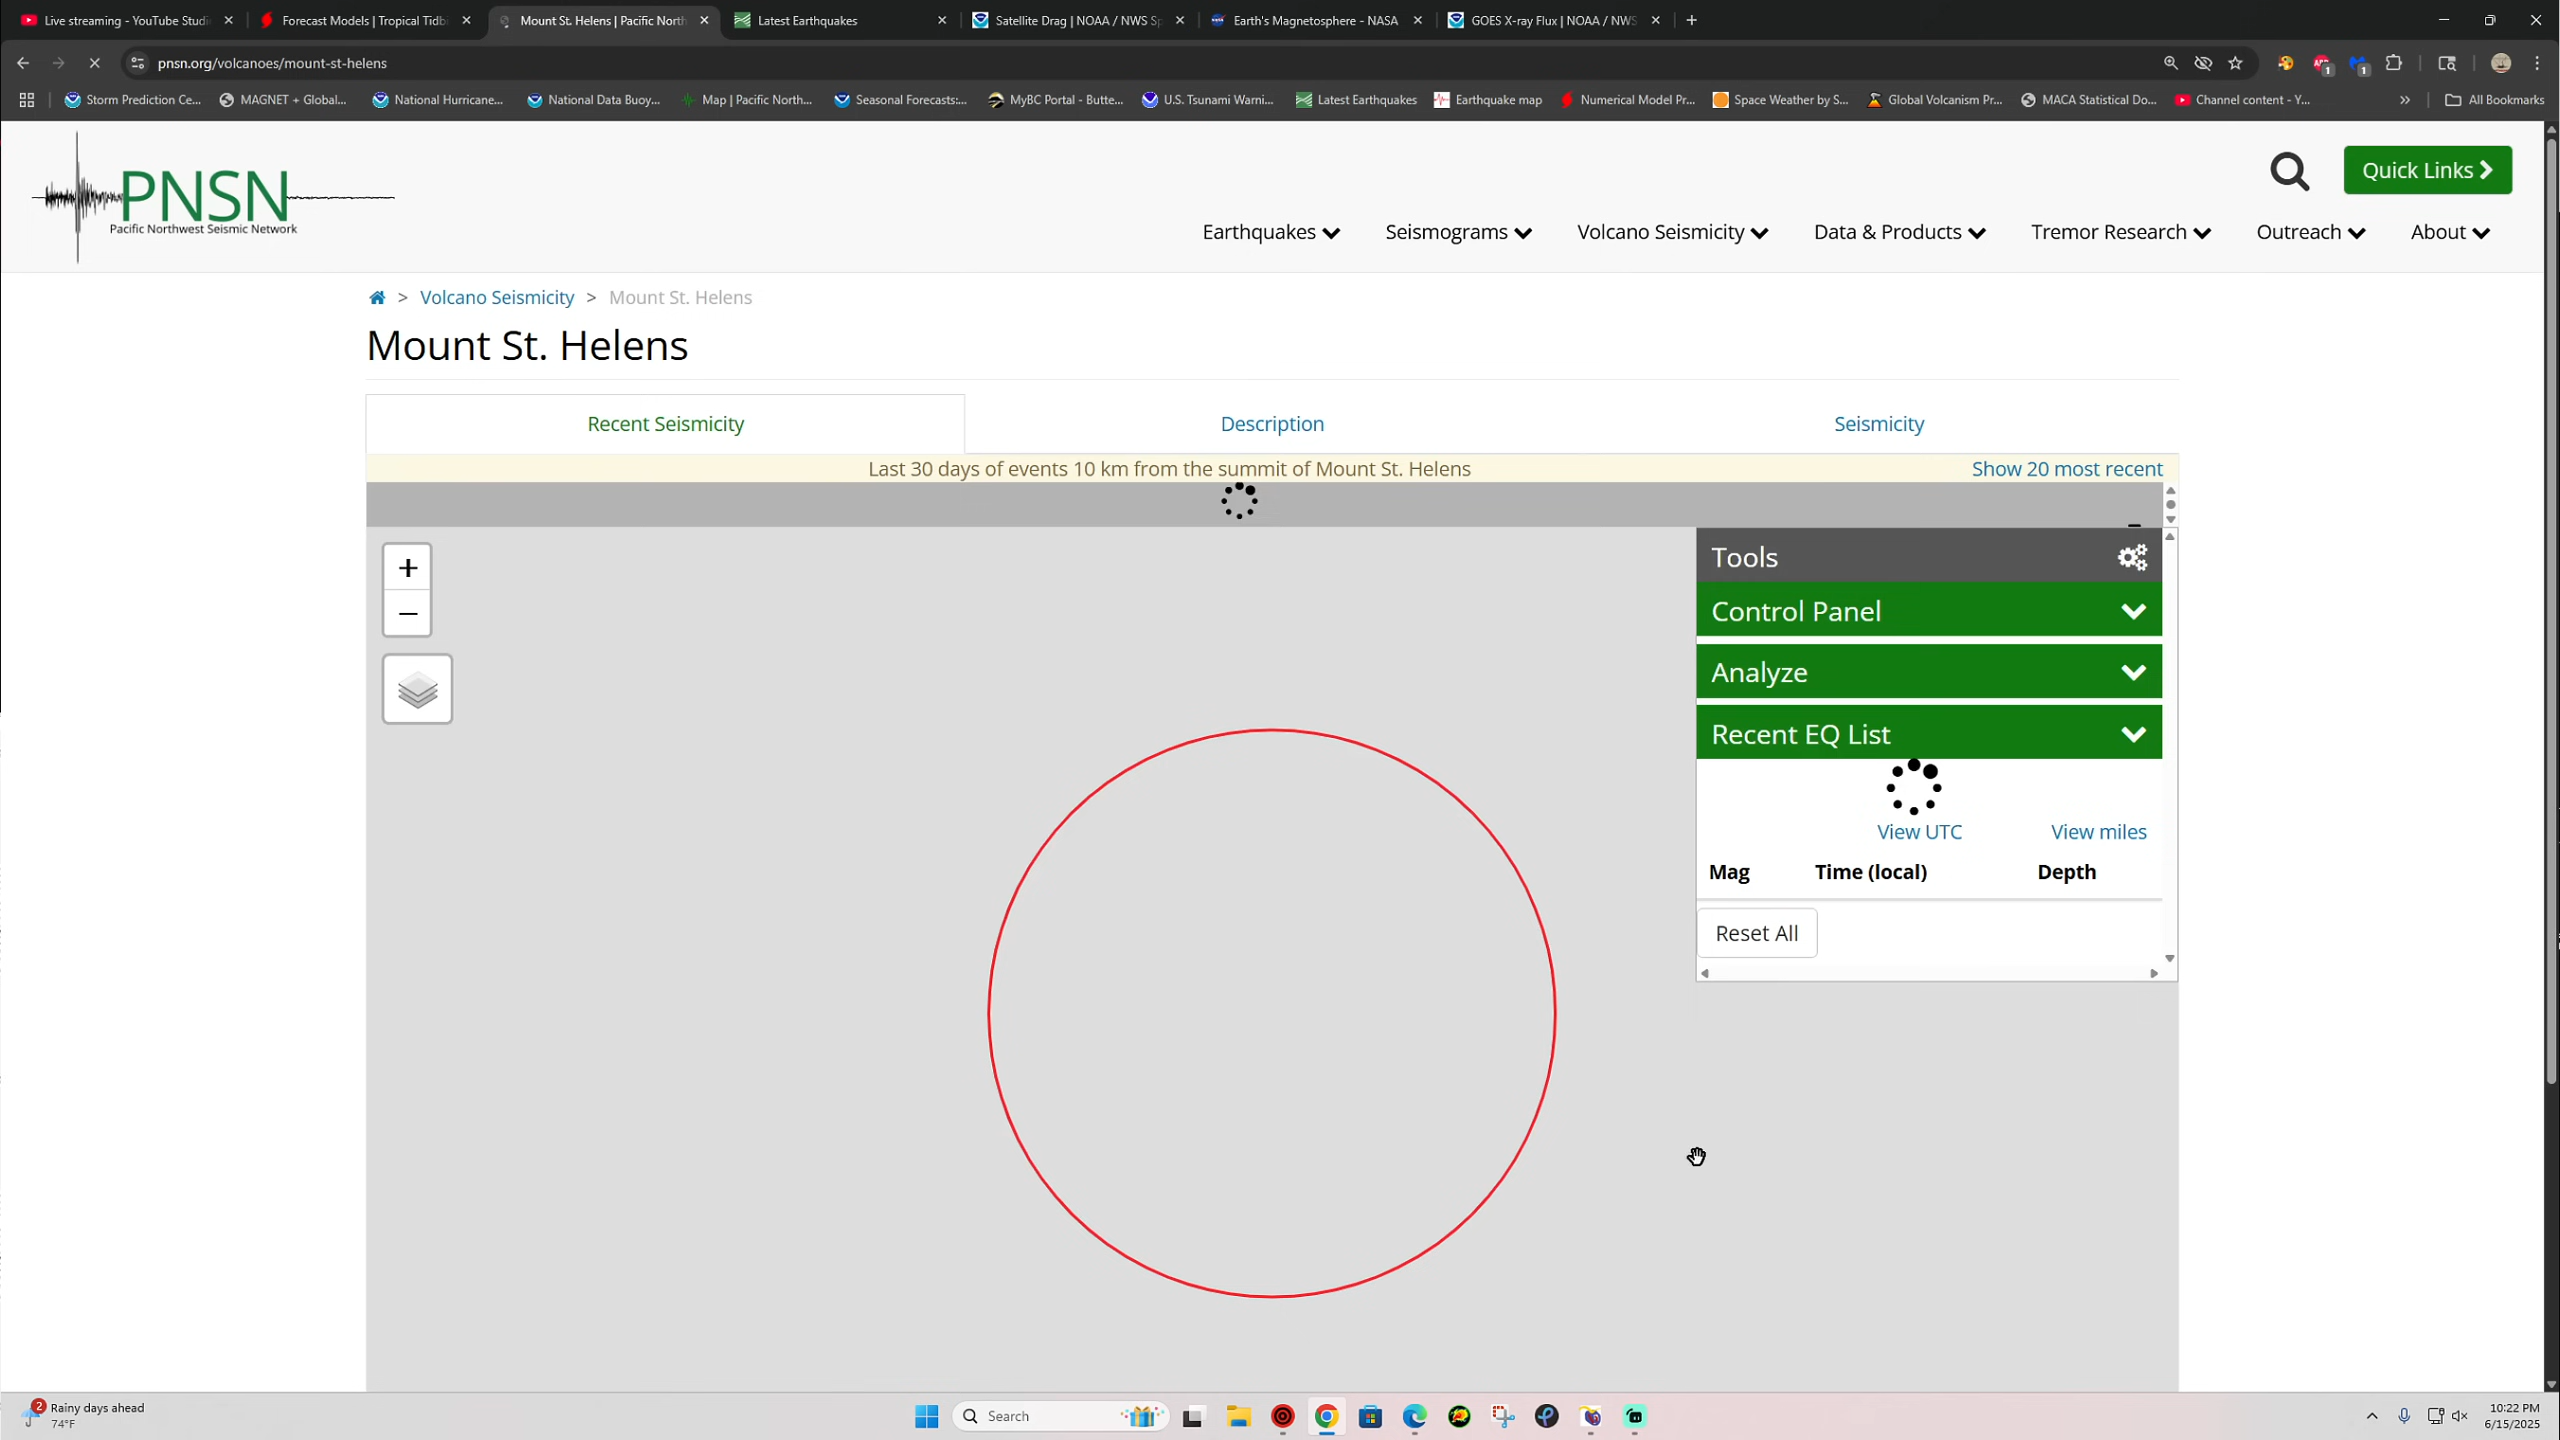 Live streaming - YouTube Studi
Forecast Models | Tropical Tidbi
Mount St. Helens | Pacific North
Latest Earthquakes
Satellite Drag | NOAA / NWS Sp
Earth's Magnetosphere - NASA
GOES X-ray Flux | NOAA / NWS
pnsn.org/volcanoes/mount-st-helens
1
1
Storm Prediction Ce...
MAGNET + Global...
National Hurricane...
National Data Buoy...
Map | Pacific North...
Seasonal Forecasts:...
MyBC Portal - Butte...
U.S. Tsunami Warni...
Latest Earthquakes
Earthquake map
Numerical Model Pr...
Space Weather by S...
Global Volcanism Pr...
MACA Statistical Do...
Channel content - Y...
All Bookmarks
PNSN
Pacific Northwest Seismic Network
Quick Links
Earthquakes
Seismograms
Volcano Seismicity
Data & Products
Tremor Research
Outreach
About
> Volcano Seismicity > Mount St. Helens
Mount St. Helens
Recent Seismicity
Description
Seismicity
Last 30 days of events 10 km from the summit of Mount St. Helens
Show 20 most recent
+
−
Tools
Control Panel
Analyze
Recent EQ List
View UTC
View miles
Mag
Time (local)
Depth
Reset All
2
Rainy days ahead
74°F
Search
10:22 PM
6/15/2025